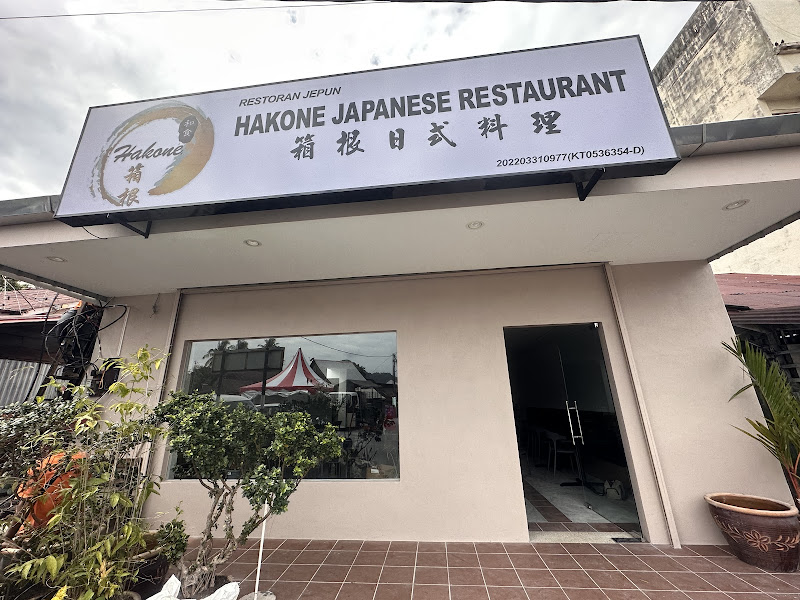 RESTORAN JEPUN
HAKONE JAPANESE RESTAURANT
箱根日式料理
202203310977(KT0536354-D)
和食
Hakone
箱根